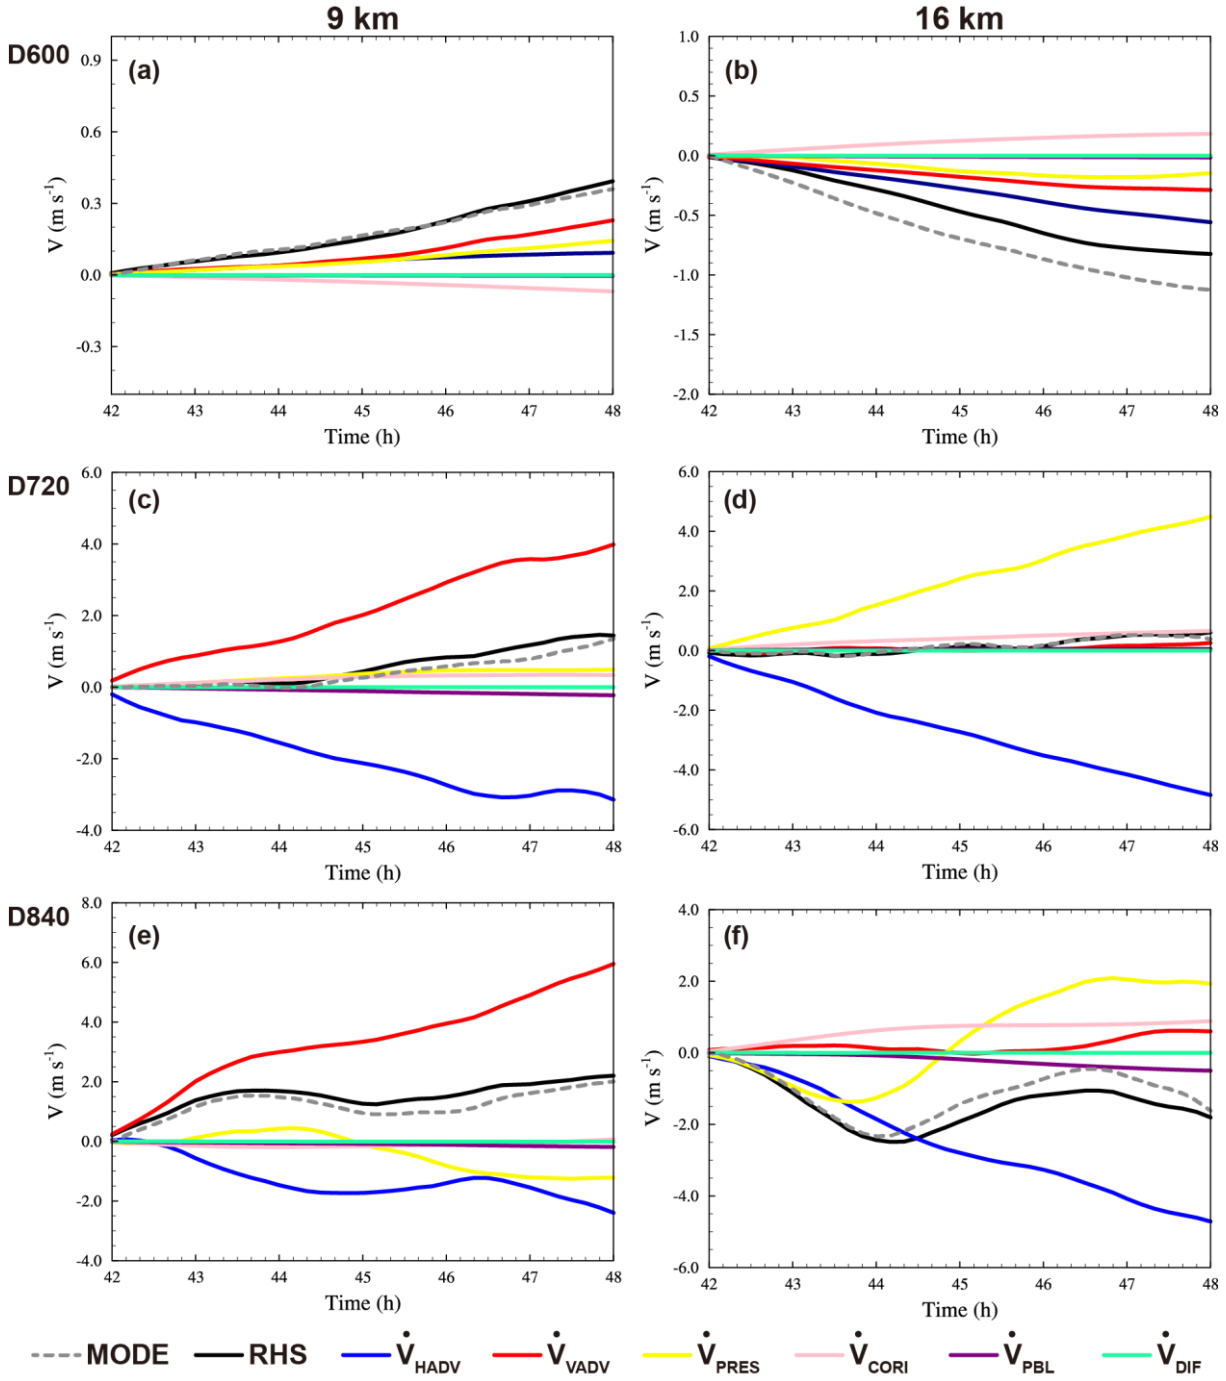 9 km 16 km
D600
(a)
V (m s⁻¹)
0.9
0.6
0.3
0.0
-0.3
42 43 44 45 46 47 48
Time (h)
(b)
V (m s⁻¹)
1.0
0.5
0.0
-0.5
-1.0
-1.5
-2.0
42 43 44 45 46 47 48
Time (h)
D720
(c)
V (m s⁻¹)
6.0
4.0
2.0
0.0
-2.0
-4.0
42 43 44 45 46 47 48
Time (h)
(d)
V (m s⁻¹)
6.0
4.0
2.0
0.0
-2.0
-4.0
-6.0
42 43 44 45 46 47 48
Time (h)
D840
(e)
V (m s⁻¹)
8.0
6.0
4.0
2.0
0.0
-2.0
-4.0
42 43 44 45 46 47 48
Time (h)
(f)
V (m s⁻¹)
4.0
2.0
0.0
-2.0
-4.0
-6.0
42 43 44 45 46 47 48
Time (h)
MODE RHS V̇HADV V̇VADV V̇PRES V̇CORI V̇PBL V̇DIF